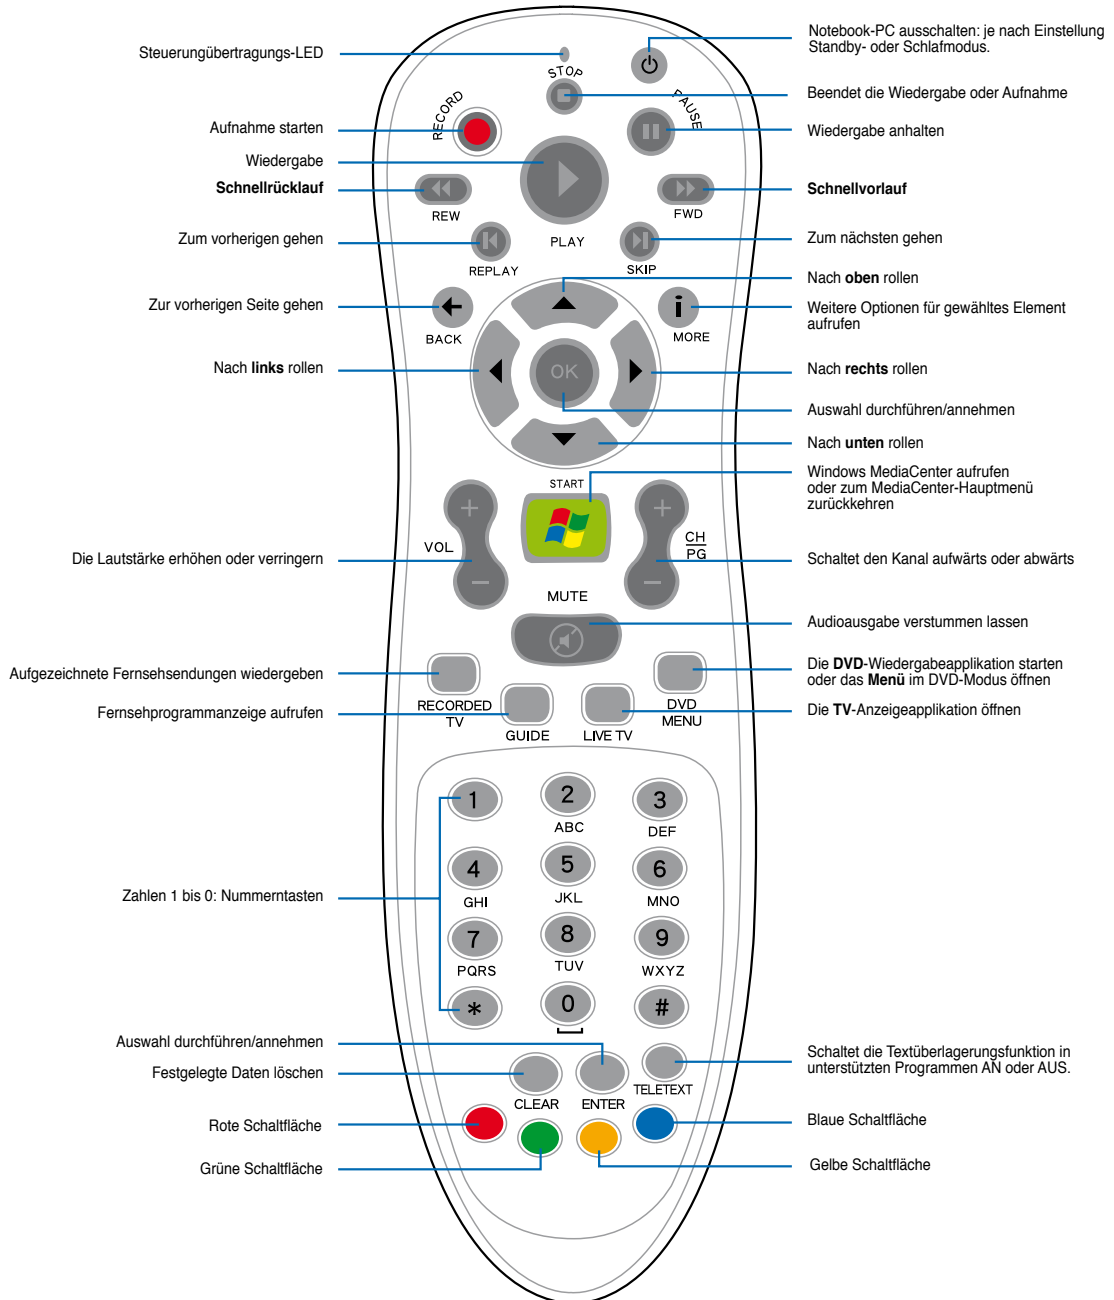 Notebook-PC ausschalten: je nach Einstellung
Standby- oder Schlafmodus.
Steuerungübertragungs-LED
STOP
Beendet die Wiedergabe oder Aufnahme
RECORD
PAUSE
Aufnahme starten
Wiedergabe anhalten
Wiedergabe
Schnellrücklauf
Schnellvorlauf
REW
FWD
Zum vorherigen gehen
PLAY
Zum nächsten gehen
REPLAY
SKIP
Nach oben rollen
Zur vorherigen Seite gehen
i
Weitere Optionen für gewähltes Element
aufrufen
BACK
MORE
Nach links rollen
OK
Nach rechts rollen
Auswahl durchführen/annehmen
Nach unten rollen
START
Windows MediaCenter aufrufen
oder zum MediaCenter-Hauptmenü
zurückkehren
+
+
VOL
CH
PG
Die Lautstärke erhöhen oder verringern
Schaltet den Kanal aufwärts oder abwärts
−
−
MUTE
Audioausgabe verstummen lassen
Aufgezeichnete Fernsehsendungen wiedergeben
Die DVD-Wiedergabeapplikation starten
oder das Menü im DVD-Modus öffnen
RECORDED
TV
DVD
MENU
Fernsehprogrammanzeige aufrufen
Die TV-Anzeigeapplikation öffnen
GUIDE
LIVE TV
1
2
3
ABC
DEF
4
5
6
GHI
JKL
MNO
Zahlen 1 bis 0: Nummerntasten
7
8
9
PQRS
TUV
WXYZ
*
0
#
Auswahl durchführen/annehmen
Schaltet die Textüberlagerungsfunktion in
unterstützten Programmen AN oder AUS.
Festgelegte Daten löschen
CLEAR
ENTER
TELETEXT
Rote Schaltfläche
Blaue Schaltfläche
Grüne Schaltfläche
Gelbe Schaltfläche